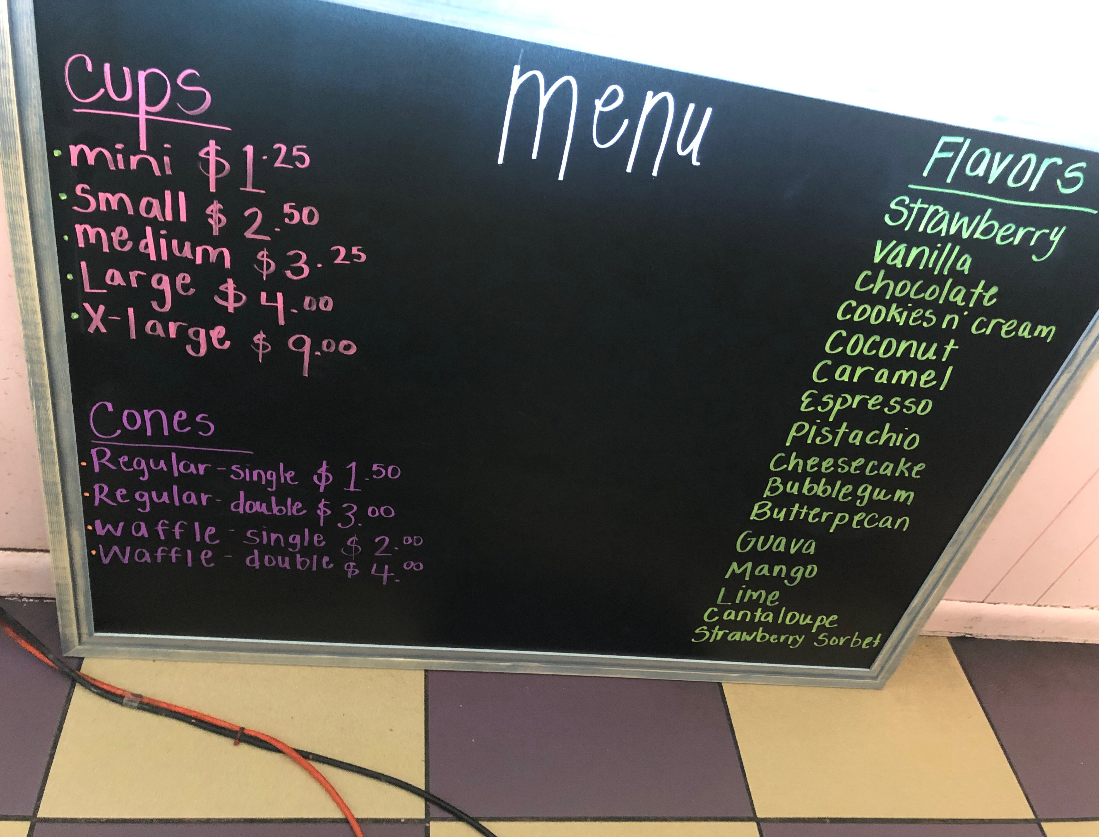 Menu
Cups
mini $1.25
Small $2.50
medium $3.25
Large $4.00
X-large $9.00
Cones
Regular-single $1.50
Regular-double $3.00
Waffle-single $2.00
Waffle-double $4.00
Flavors
Strawberry
Vanilla
Chocolate
Cookies n' cream
Coconut
Caramel
Espresso
Pistachio
Cheesecake
Bubblegum
Butterpecan
Guava
Mango
Lime
Cantaloupe
Strawberry Sorbet